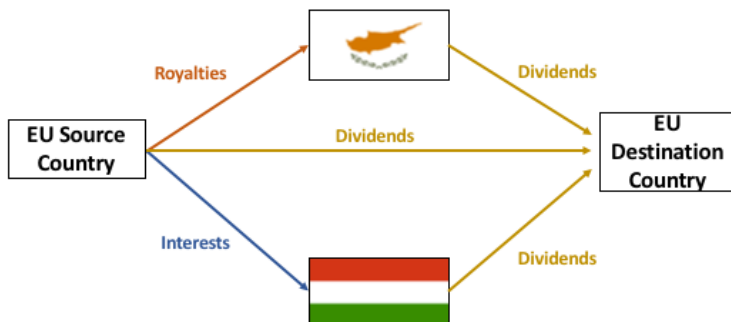 Royalties
Dividends
EU Source
Country
Dividends
EU
Destination
Country
Interests
Dividends